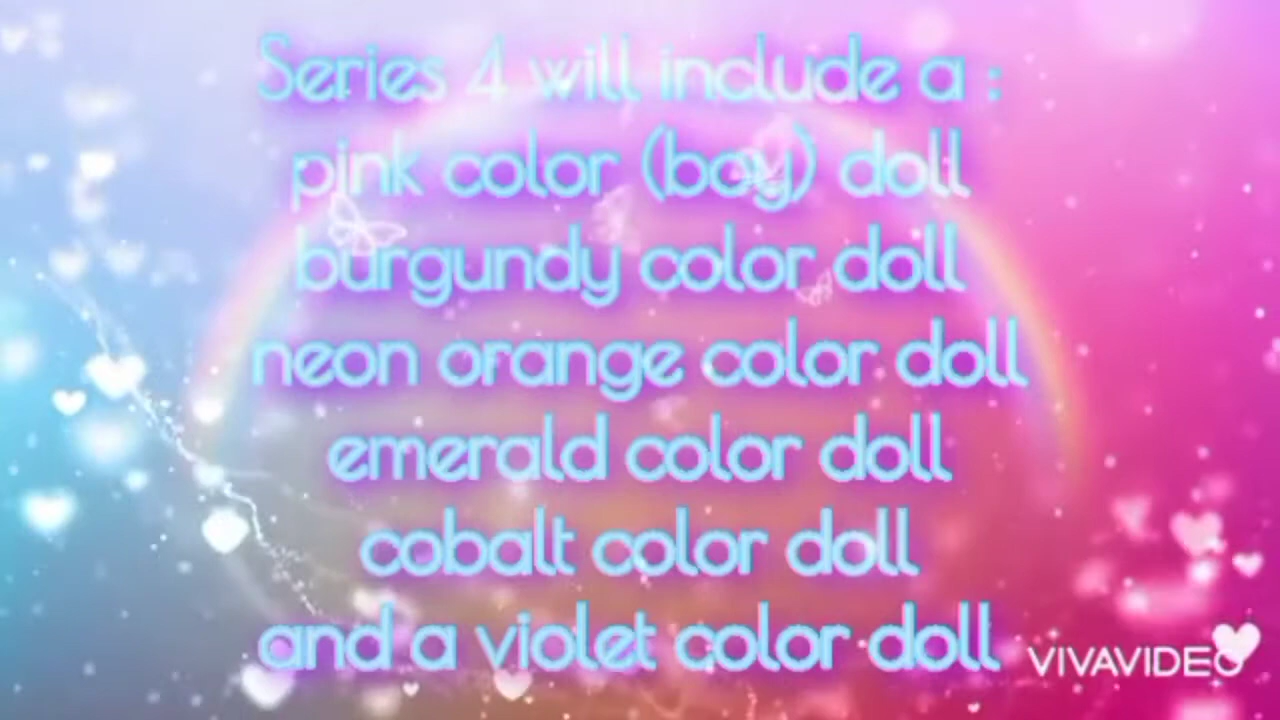 Series 4 will include a :
pink color (boy) doll
burgundy color doll
neon orange color doll
emerald color doll
cobalt color doll
and a violet color doll
VIVAVIDEO